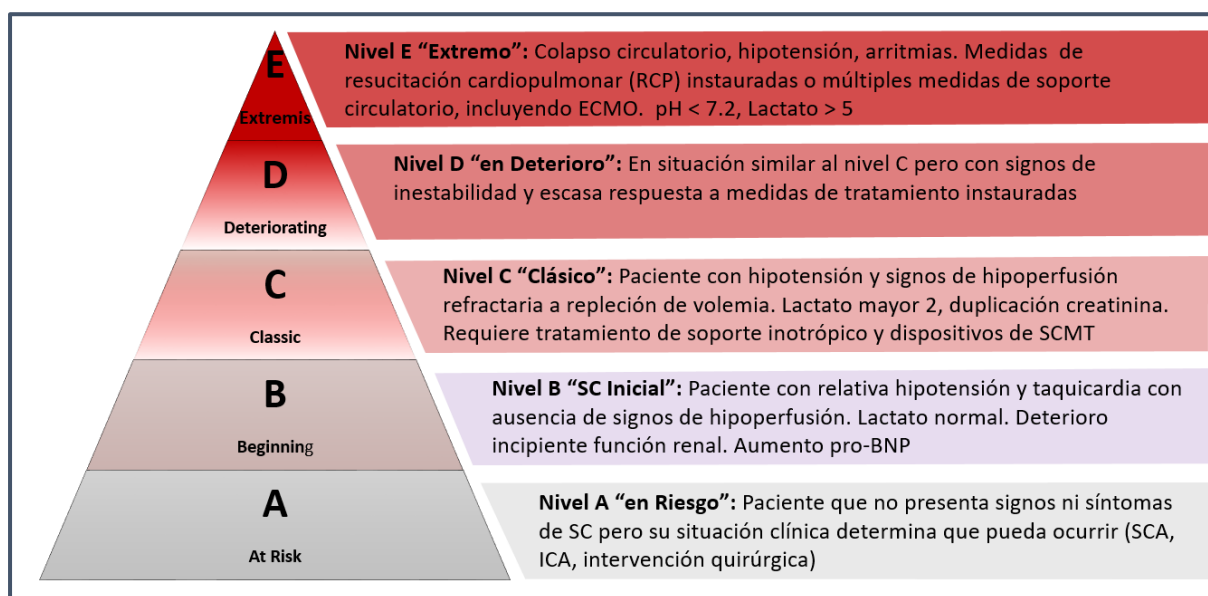 E
Extremis
Nivel E “Extremo”: Colapso circulatorio, hipotensión, arritmias. Medidas de
resucitación cardiopulmonar (RCP) instauradas o múltiples medidas de soporte
circulatorio, incluyendo ECMO. pH < 7.2, Lactato > 5
D
Deteriorating
Nivel D “en Deterioro”: En situación similar al nivel C pero con signos de
inestabilidad y escasa respuesta a medidas de tratamiento instauradas
C
Classic
Nivel C “Clásico”: Paciente con hipotensión y signos de hipoperfusión
refractaria a repleción de volemia. Lactato mayor 2, duplicación creatinina.
Requiere tratamiento de soporte inotrópico y dispositivos de SCMT
B
Beginning
Nivel B “SC Inicial”: Paciente con relativa hipotensión y taquicardia con
ausencia de signos de hipoperfusión. Lactato normal. Deterioro
incipiente función renal. Aumento pro-BNP
A
At Risk
Nivel A “en Riesgo”: Paciente que no presenta signos ni síntomas
de SC pero su situación clínica determina que pueda ocurrir (SCA,
ICA, intervención quirúrgica)